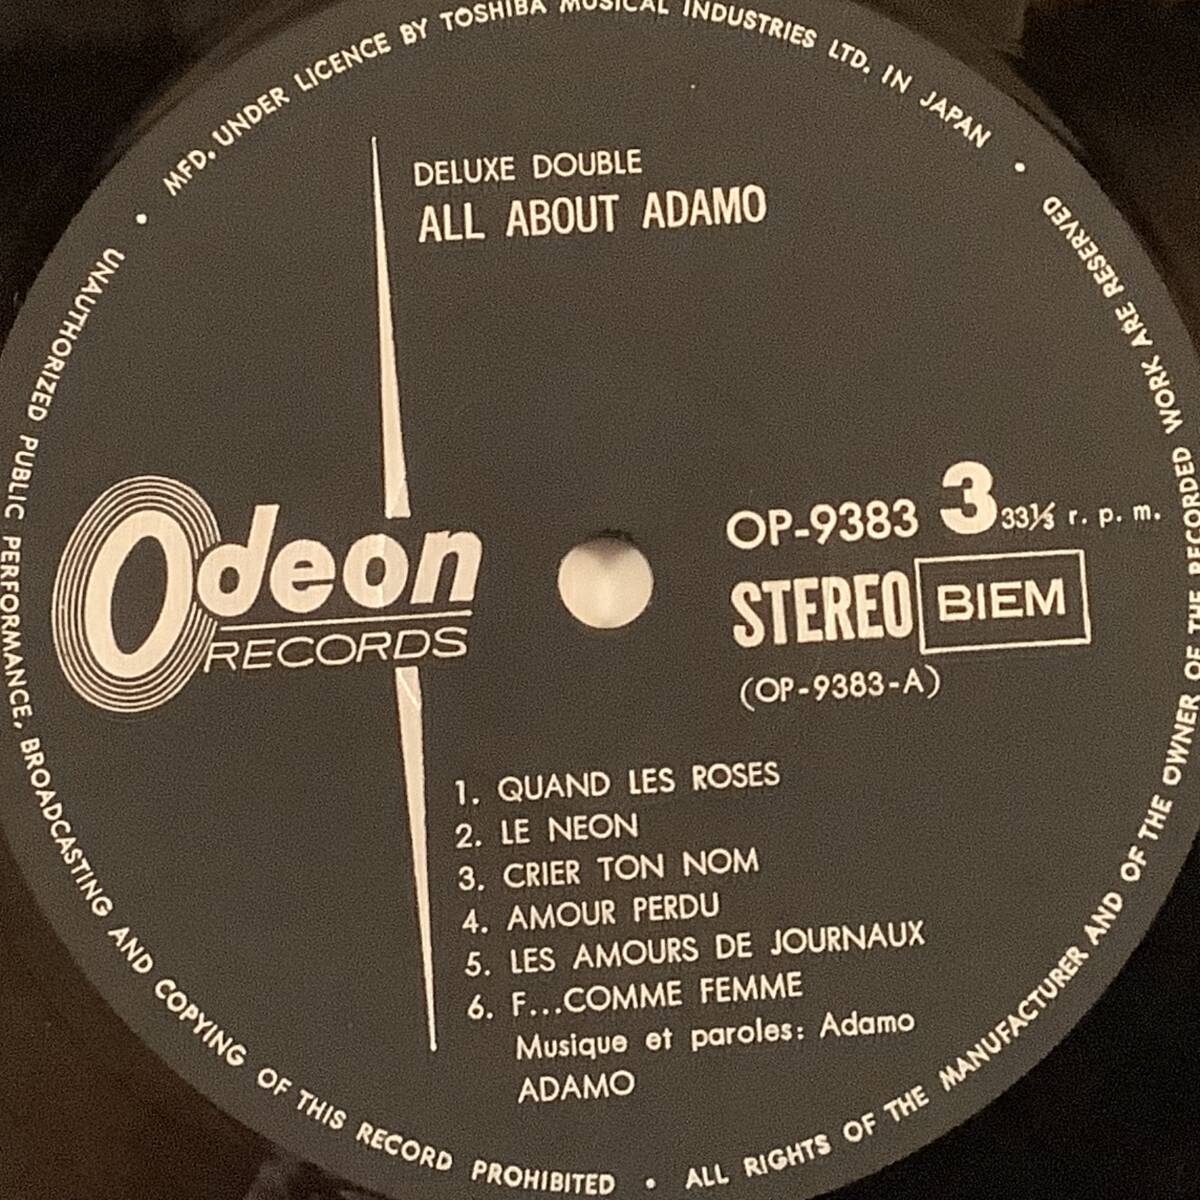 MFD. UNDER LICENCE BY TOSHIBA MUSICAL INDUSTRIES LTD. IN JAPAN •
DELUXE DOUBLE
ALL ABOUT ADAMO
Odeon
RECORDS
OP-9383 3 33⅓ r. p. m.
STEREO BIEM
(OP-9383-A)
1. QUAND LES ROSES
2. LE NEON
3. CRIER TON NOM
4. AMOUR PERDU
5. LES AMOURS DE JOURNAUX
6. F...COMME FEMME
Musique et paroles: Adamo
ADAMO
UNAUTHORIZED PUBLIC PERFORMANCE, BROADCASTING AND COPYING OF THIS RECORD PROHIBITED •
ALL RIGHTS OF THE MANUFACTURER AND OF THE OWNER OF THE RECORDED WORK ARE RESERVED •